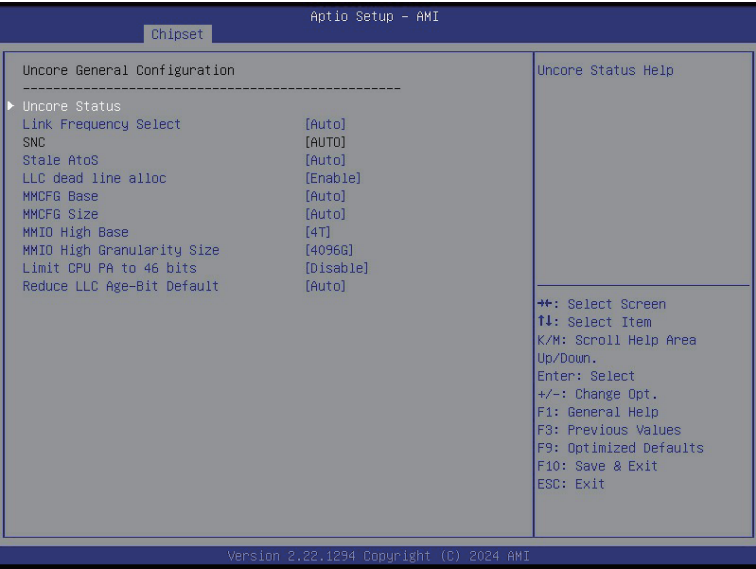 Aptio Setup – AMI
Chipset
Uncore General Configuration
--------------------------------------------------
Uncore Status
Link Frequency Select [Auto]
SNC [AUTO]
Stale AtoS [Auto]
LLC dead line alloc [Enable]
MMCFG Base [Auto]
MMCFG Size [Auto]
MMIO High Base [4T]
MMIO High Granularity Size [4096G]
Limit CPU PA to 46 bits [Disable]
Reduce LLC Age-Bit Default [Auto]
Uncore Status Help
→←: Select Screen
↑↓: Select Item
K/M: Scroll Help Area
Up/Down.
Enter: Select
+/-: Change Opt.
F1: General Help
F3: Previous Values
F9: Optimized Defaults
F10: Save & Exit
ESC: Exit
Version 2.22.1294 Copyright (C) 2024 AMI